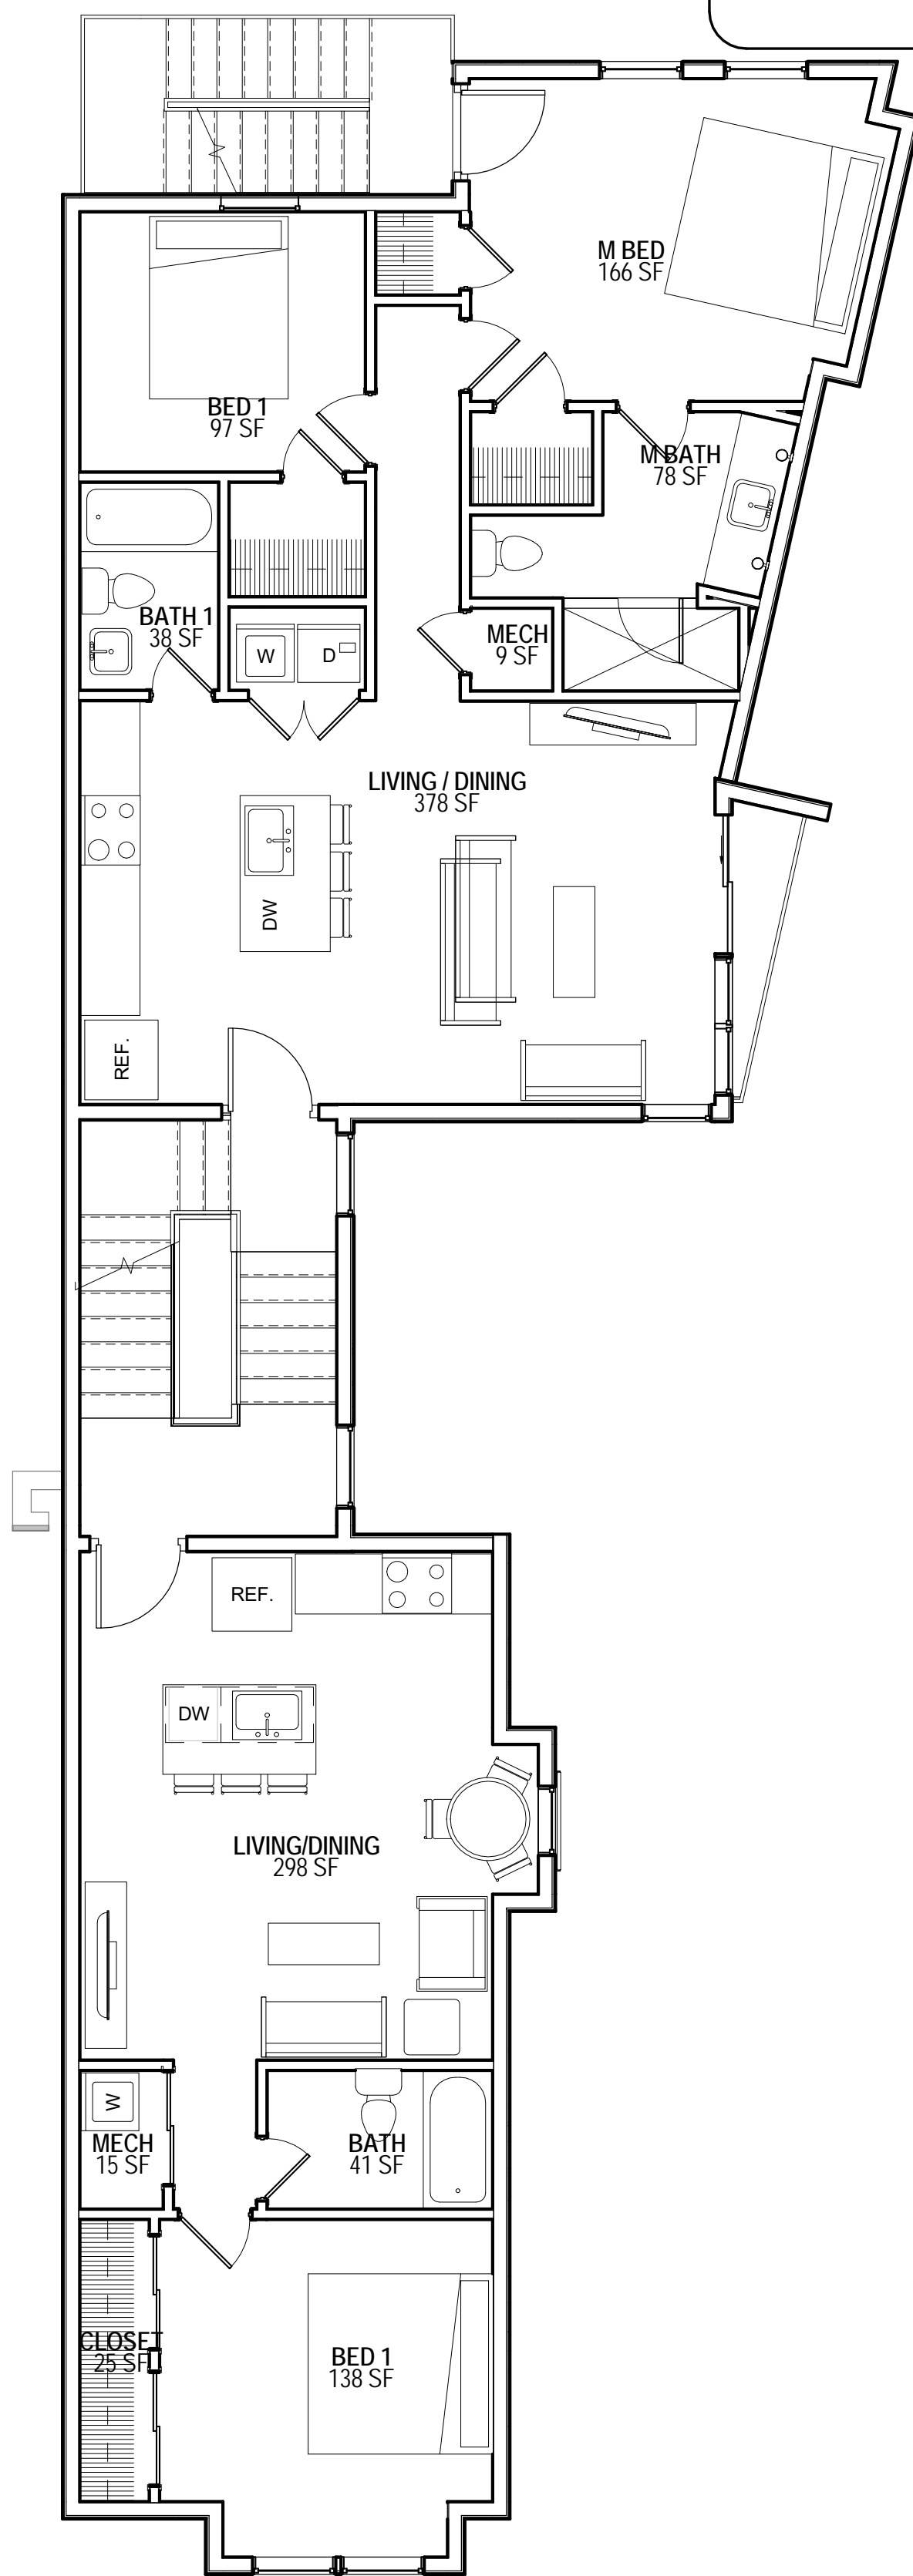 M BED
166 SF
BED 1
97 SF
M BATH
78 SF
BATH 1
38 SF
W
D
MECH
9 SF
LIVING / DINING
378 SF
DW
REF.
REF.
DW
LIVING/DINING
298 SF
W
MECH
15 SF
BATH
41 SF
CLOSET
25 SF
BED 1
138 SF